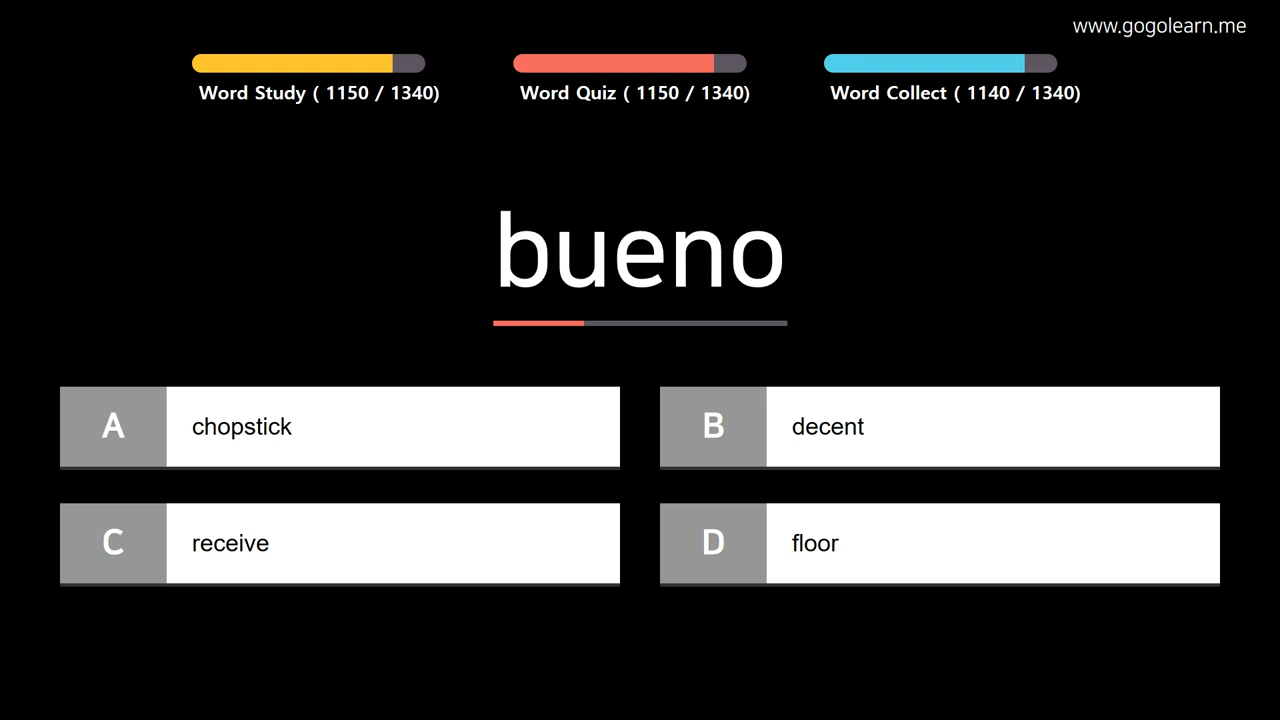 www.gogolearn.me
Word Study ( 1150 / 1340)
Word Quiz ( 1150 / 1340)
Word Collect ( 1140 / 1340)
bueno
A chopstick
B decent
C receive
D floor